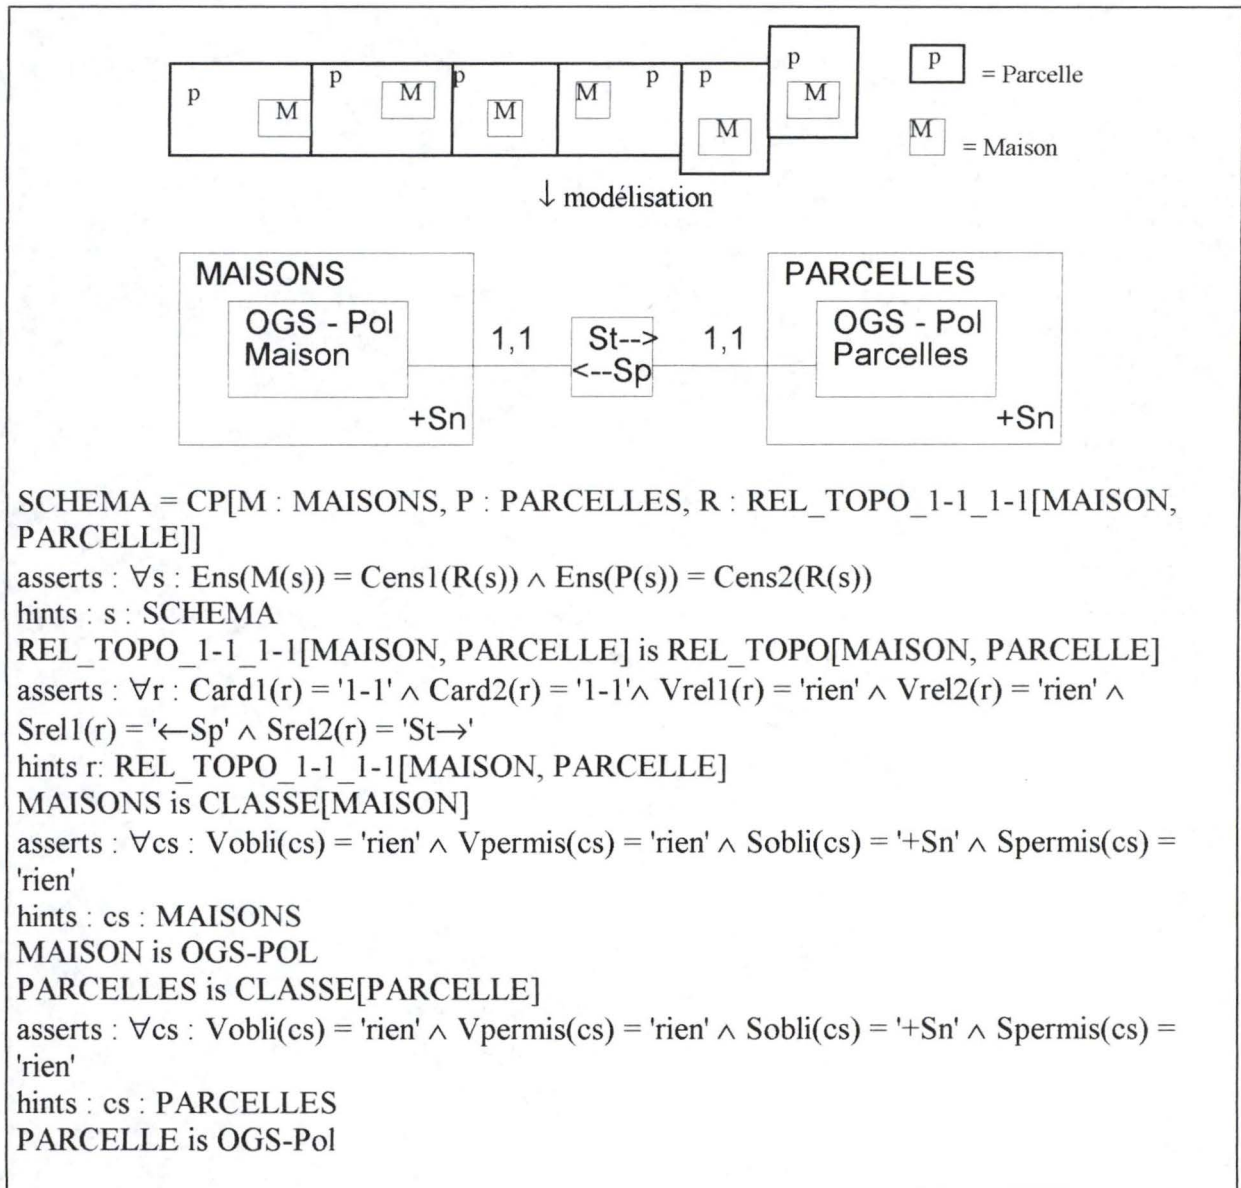 p M p M p M M p p M p M
p = Parcelle
M = Maison
↓ modélisation
MAISONS
OGS - Pol
Maison
+Sn
1,1
St-->
<--Sp
1,1
PARCELLES
OGS - Pol
Parcelles
+Sn
SCHEMA = CP[M : MAISONS, P : PARCELLES, R : REL_TOPO_1-1_1-1[MAISON,
PARCELLE]]
asserts : ∀s : Ens(M(s)) = Cens1(R(s)) ∧ Ens(P(s)) = Cens2(R(s))
hints : s : SCHEMA
REL_TOPO_1-1_1-1[MAISON, PARCELLE] is REL_TOPO[MAISON, PARCELLE]
asserts : ∀r : Card1(r) = '1-1' ∧ Card2(r) = '1-1'∧ Vrel1(r) = 'rien' ∧ Vrel2(r) = 'rien' ∧
Srel1(r) = '←Sp' ∧ Srel2(r) = 'St→'
hints r: REL_TOPO_1-1_1-1[MAISON, PARCELLE]
MAISONS is CLASSE[MAISON]
asserts : ∀cs : Vobli(cs) = 'rien' ∧ Vpermis(cs) = 'rien' ∧ Sobli(cs) = '+Sn' ∧ Spermis(cs) =
'rien'
hints : cs : MAISONS
MAISON is OGS-POL
PARCELLES is CLASSE[PARCELLE]
asserts : ∀cs : Vobli(cs) = 'rien' ∧ Vpermis(cs) = 'rien' ∧ Sobli(cs) = '+Sn' ∧ Spermis(cs) =
'rien'
hints : cs : PARCELLES
PARCELLE is OGS-Pol